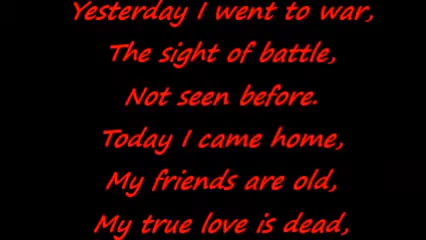 Yesterday I went to war,
The sight of battle,
Not seen before.
Today I came home,
My friends are old,
My true love is dead,